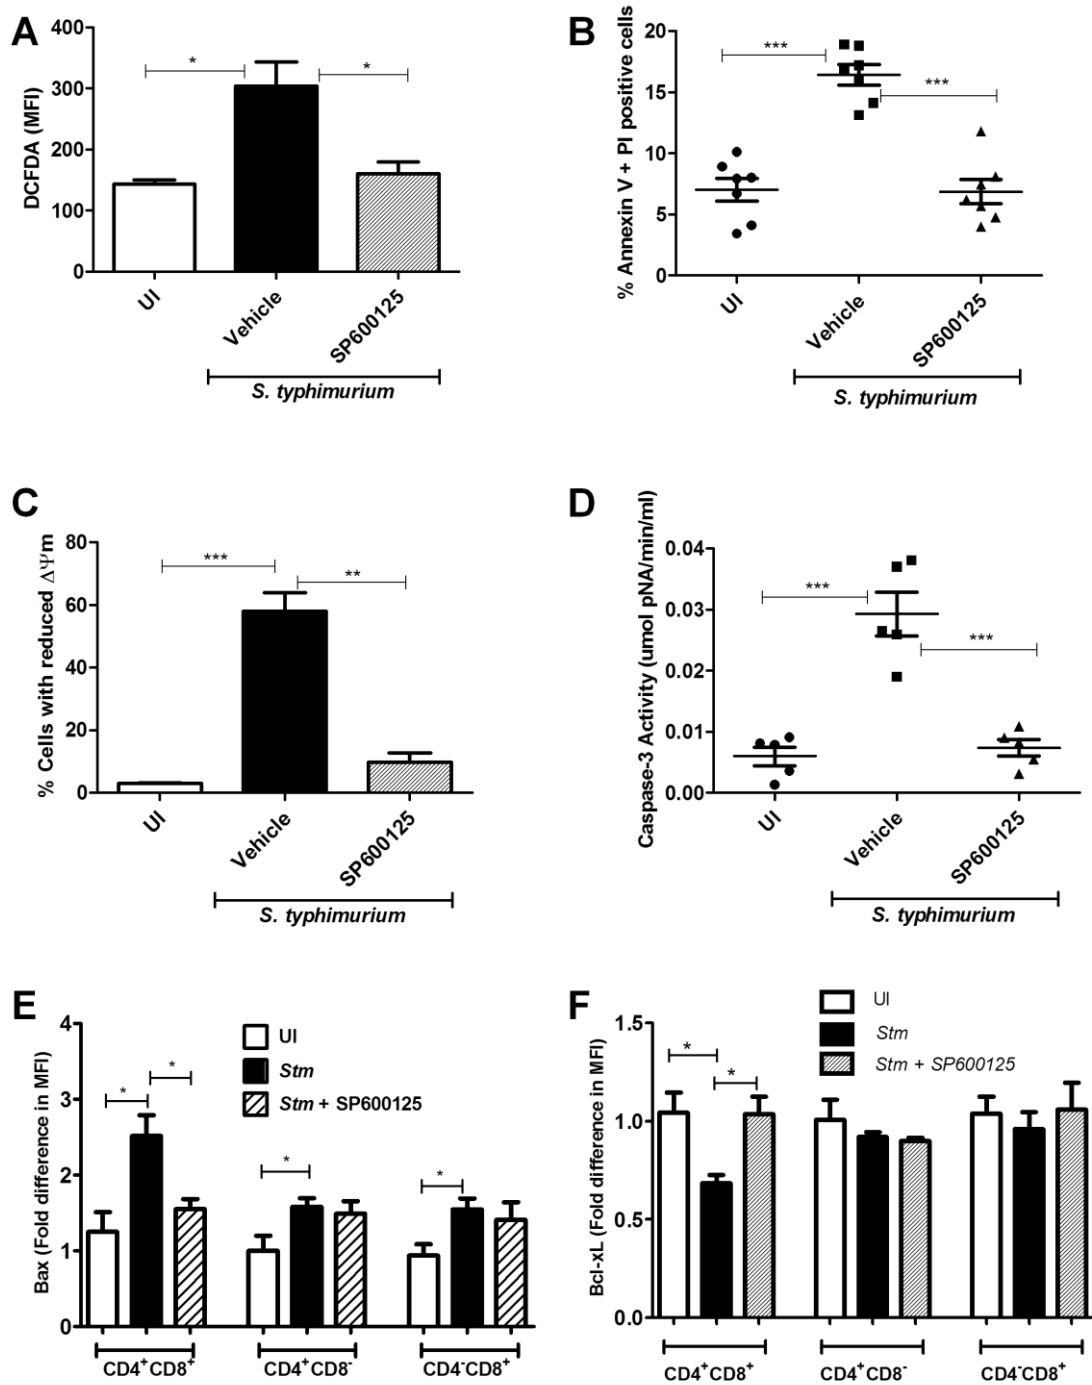 A
DCFDA (MFI)
400
300
200
100
0
*
*
UI
Vehicle
SP600125
S. typhimurium
B
% Annexin V + PI positive cells
20
15
10
5
0
***
***
UI
Vehicle
SP600125
S. typhimurium
C
% Cells with reduced ΔΨm
80
60
40
20
0
***
**
UI
Vehicle
SP600125
S. typhimurium
D
Caspase-3 Activity (umol pNA/min/ml)
0.04
0.03
0.02
0.01
0.00
***
***
UI
Vehicle
SP600125
S. typhimurium
E
Bax (Fold difference in MFI)
4
3
2
1
0
UI
Stm
Stm + SP600125
*
*
*
*
CD4⁺CD8⁺
CD4⁺CD8⁻
CD4⁻CD8⁺
F
Bcl-xL (Fold difference in MFI)
1.5
1.0
0.5
0.0
UI
Stm
Stm + SP600125
*
*
CD4⁺CD8⁺
CD4⁺CD8⁻
CD4⁻CD8⁺